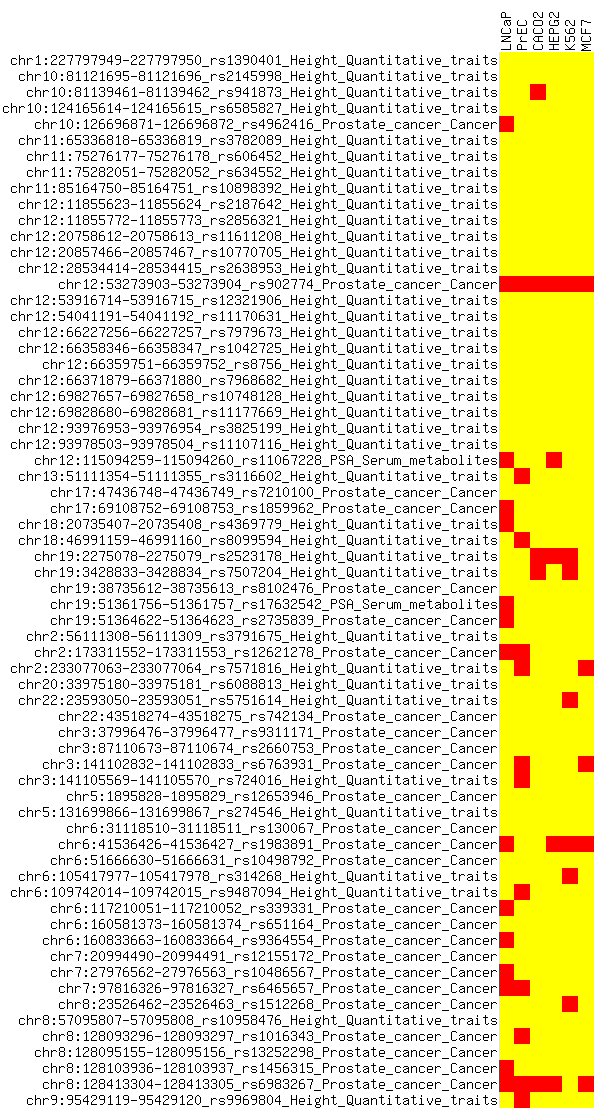 LNCaP
PrEC
CACO2
HEPG2
K562
MCF7
chr1:227797949-227797950_rs1390401_Height_Quantitative_traits
chr10:81121695-81121696_rs2145998_Height_Quantitative_traits
chr10:81139461-81139462_rs941873_Height_Quantitative_traits
chr10:124165614-124165615_rs6585827_Height_Quantitative_traits
chr10:126696871-126696872_rs4962416_Prostate_cancer_Cancer
chr11:65336818-65336819_rs3782089_Height_Quantitative_traits
chr11:75276177-75276178_rs606452_Height_Quantitative_traits
chr11:75282051-75282052_rs634552_Height_Quantitative_traits
chr11:85164750-85164751_rs10898392_Height_Quantitative_traits
chr12:11855623-11855624_rs2187642_Height_Quantitative_traits
chr12:11855772-11855773_rs2856321_Height_Quantitative_traits
chr12:20758612-20758613_rs11611208_Height_Quantitative_traits
chr12:20857466-20857467_rs10770705_Height_Quantitative_traits
chr12:28534414-28534415_rs2638953_Height_Quantitative_traits
chr12:53273903-53273904_rs902774_Prostate_cancer_Cancer
chr12:53916714-53916715_rs12321906_Height_Quantitative_traits
chr12:54041191-54041192_rs11170631_Height_Quantitative_traits
chr12:66227256-66227257_rs7979673_Height_Quantitative_traits
chr12:66358346-66358347_rs1042725_Height_Quantitative_traits
chr12:66359751-66359752_rs8756_Height_Quantitative_traits
chr12:66371879-66371880_rs7968682_Height_Quantitative_traits
chr12:69827657-69827658_rs10748128_Height_Quantitative_traits
chr12:69828680-69828681_rs11177669_Height_Quantitative_traits
chr12:93976953-93976954_rs3825199_Height_Quantitative_traits
chr12:93978503-93978504_rs11107116_Height_Quantitative_traits
chr12:115094259-115094260_rs11067228_PSA_Serum_metabolites
chr13:51111354-51111355_rs3116602_Height_Quantitative_traits
chr17:47436748-47436749_rs7210100_Prostate_cancer_Cancer
chr17:69108752-69108753_rs1859962_Prostate_cancer_Cancer
chr18:20735407-20735408_rs4369779_Height_Quantitative_traits
chr18:46991159-46991160_rs8099594_Height_Quantitative_traits
chr19:2275078-2275079_rs2523178_Height_Quantitative_traits
chr19:3428833-3428834_rs7507204_Height_Quantitative_traits
chr19:38735612-38735613_rs8102476_Prostate_cancer_Cancer
chr19:51361756-51361757_rs17632542_PSA_Serum_metabolites
chr19:51364622-51364623_rs2735839_Prostate_cancer_Cancer
chr2:56111308-56111309_rs3791675_Height_Quantitative_traits
chr2:173311552-173311553_rs12621278_Prostate_cancer_Cancer
chr2:233077063-233077064_rs7571816_Height_Quantitative_traits
chr20:33975180-33975181_rs6088813_Height_Quantitative_traits
chr22:23593050-23593051_rs5751614_Height_Quantitative_traits
chr22:43518274-43518275_rs742134_Prostate_cancer_Cancer
chr3:37996476-37996477_rs9311171_Prostate_cancer_Cancer
chr3:87110673-87110674_rs2660753_Prostate_cancer_Cancer
chr3:141102832-141102833_rs6763931_Prostate_cancer_Cancer
chr3:141105569-141105570_rs724016_Height_Quantitative_traits
chr5:1895828-1895829_rs12653946_Prostate_cancer_Cancer
chr5:131699866-131699867_rs274546_Height_Quantitative_traits
chr6:31118510-31118511_rs130067_Prostate_cancer_Cancer
chr6:41536426-41536427_rs1983891_Prostate_cancer_Cancer
chr6:51666630-51666631_rs10498792_Prostate_cancer_Cancer
chr6:105417977-105417978_rs314268_Height_Quantitative_traits
chr6:109742014-109742015_rs9487094_Height_Quantitative_traits
chr6:117210051-117210052_rs339331_Prostate_cancer_Cancer
chr6:160581373-160581374_rs651164_Prostate_cancer_Cancer
chr6:160833663-160833664_rs9364554_Prostate_cancer_Cancer
chr7:20994490-20994491_rs12155172_Prostate_cancer_Cancer
chr7:27976562-27976563_rs10486567_Prostate_cancer_Cancer
chr7:97816326-97816327_rs6465657_Prostate_cancer_Cancer
chr8:23526462-23526463_rs1512268_Prostate_cancer_Cancer
chr8:57095807-57095808_rs10958476_Height_Quantitative_traits
chr8:128093296-128093297_rs1016343_Prostate_cancer_Cancer
chr8:128095155-128095156_rs13252298_Prostate_cancer_Cancer
chr8:128103936-128103937_rs1456315_Prostate_cancer_Cancer
chr8:128413304-128413305_rs6983267_Prostate_cancer_Cancer
chr9:95429119-95429120_rs9969804_Height_Quantitative_traits